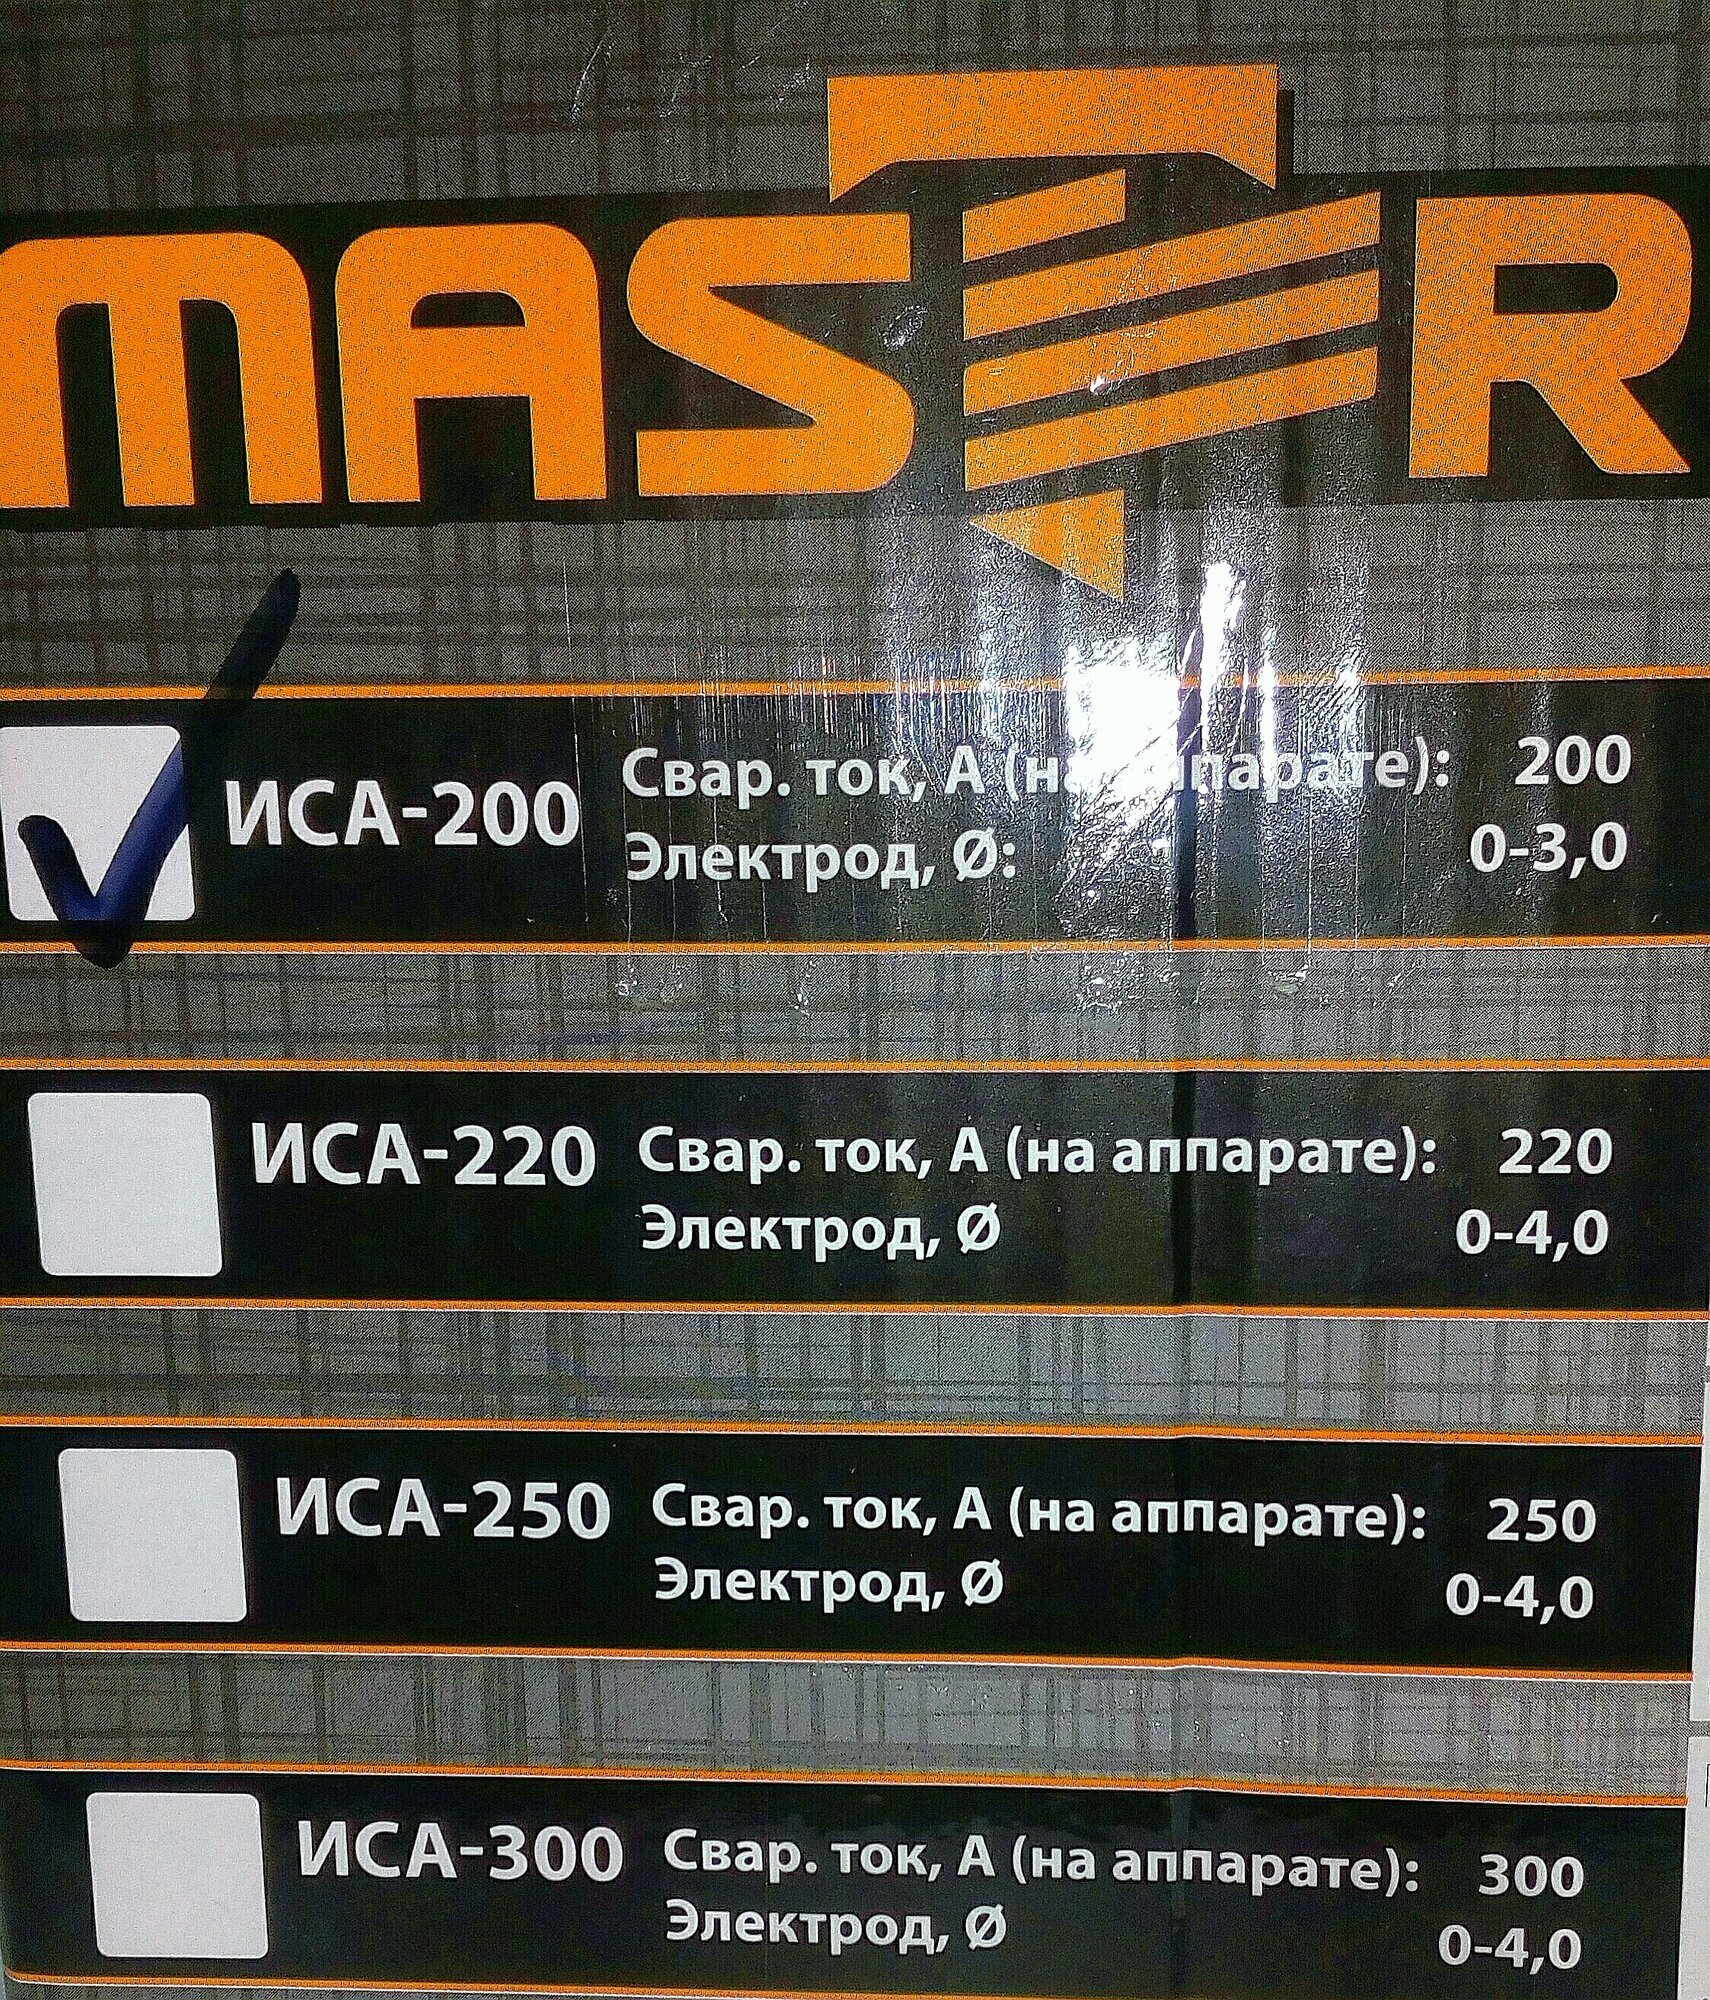 MASTER
ИСА-200 Свар. ток, А (на аппарате): 200
Электрод, Ø: 0-3,0
ИСА-220 Свар. ток, А (на аппарате): 220
Электрод, Ø 0-4,0
ИСА-250 Свар. ток, А (на аппарате): 250
Электрод, Ø 0-4,0
ИСА-300 Свар. ток, А (на аппарате): 300
Электрод, Ø 0-4,0